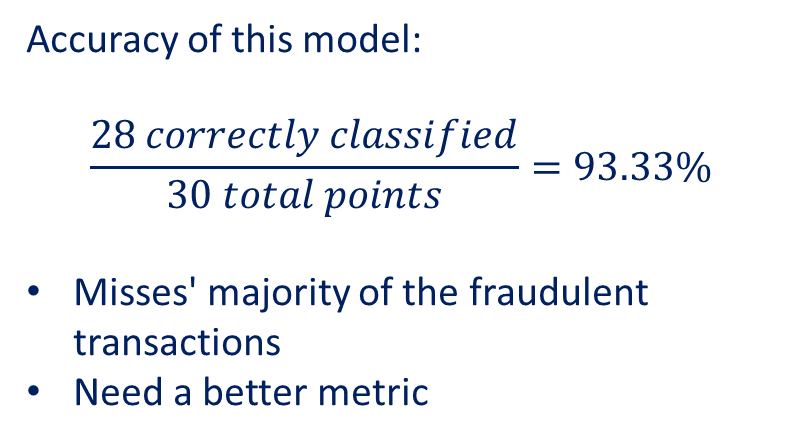 Accuracy of this model:
28 correctly classified
30 total points
= 93.33%
• Misses' majority of the fraudulent
transactions
• Need a better metric